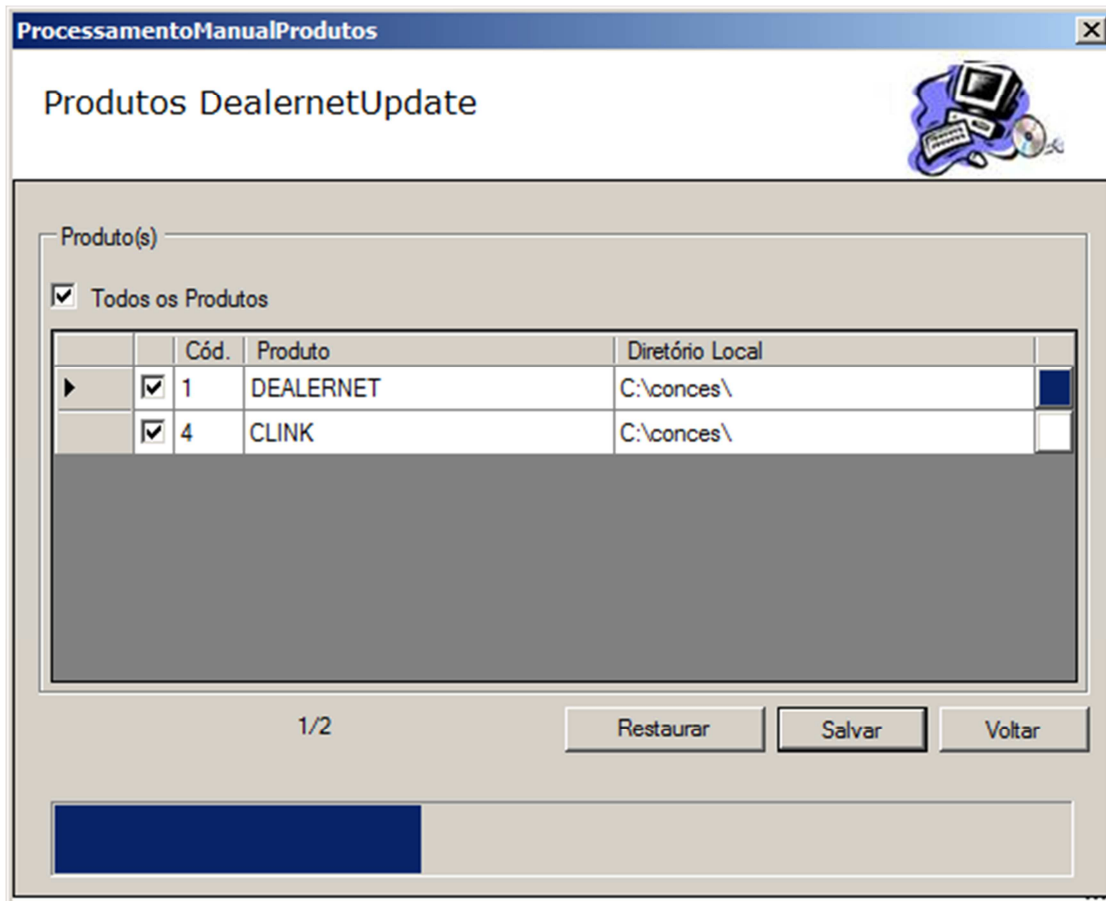 ProcessamentoManualProdutos
Produtos DealernetUpdate
Produto(s)
Todos os Produtos
Cód. Produto Diretório Local
1 DEALERNET C:\conces\
4 CLINK C:\conces\
1/2 Restaurar Salvar Voltar